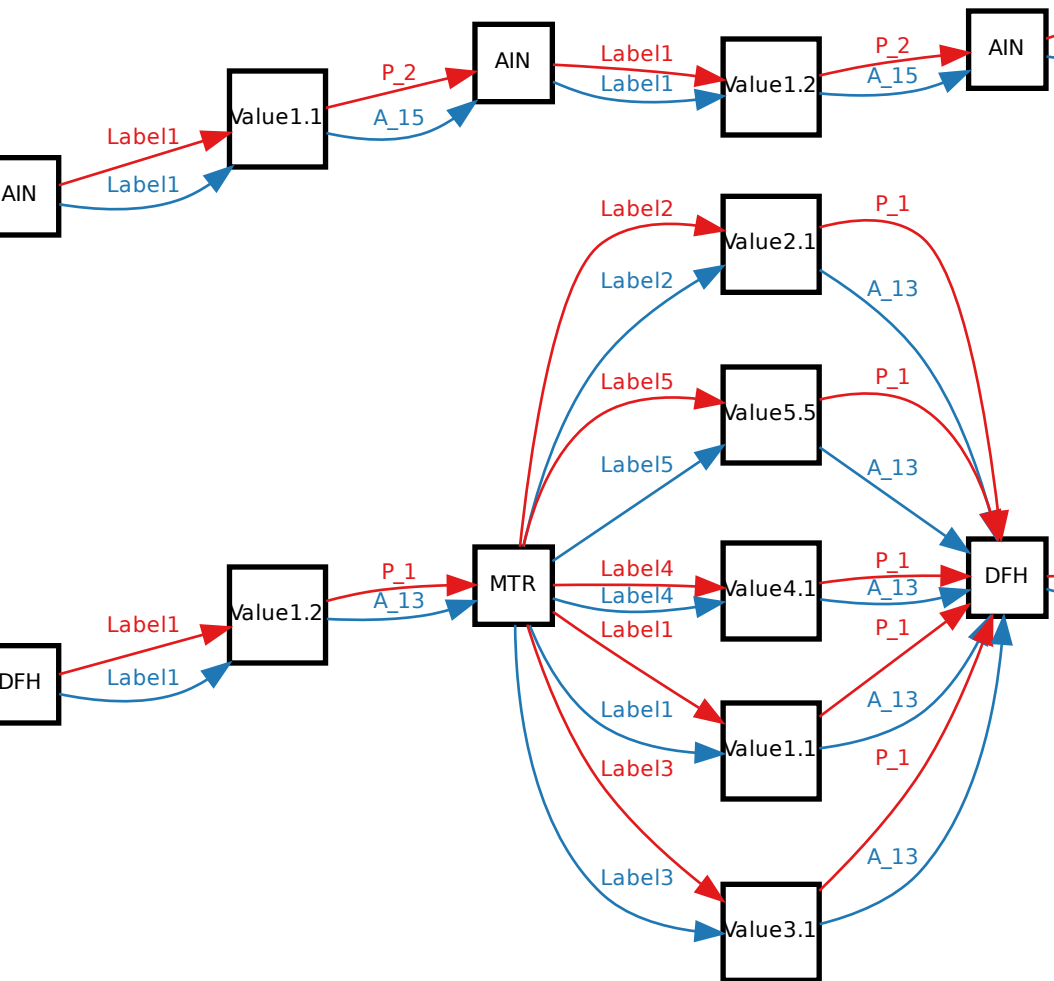 AIN
P_2
AIN
Label1
P_2
Label1
Value1.2
A_15
Value1.1
A_15
Label1
Label1
AIN
Label2
P_1
Value2.1
Label2
A_13
Label5
P_1
Value5.5
Label5
A_13
Label4
P_1
P_1
MTR
Label4
Value4.1
A_13
DFH
A_13
Value1.2
Label1
Label1
P_1
DFH
Label1
Label1
A_13
Value1.1
Label3
P_1
Label3
A_13
Value3.1